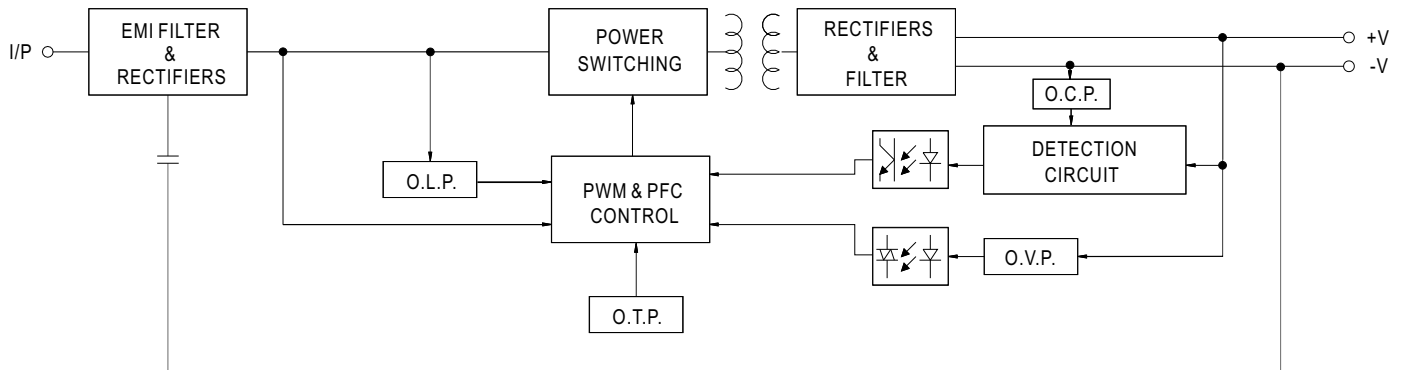 I/P
EMI FILTER
&
RECTIFIERS
POWER
SWITCHING
RECTIFIERS
&
FILTER
+V
-V
O.C.P.
DETECTION
CIRCUIT
O.L.P.
PWM & PFC
CONTROL
O.V.P.
O.T.P.